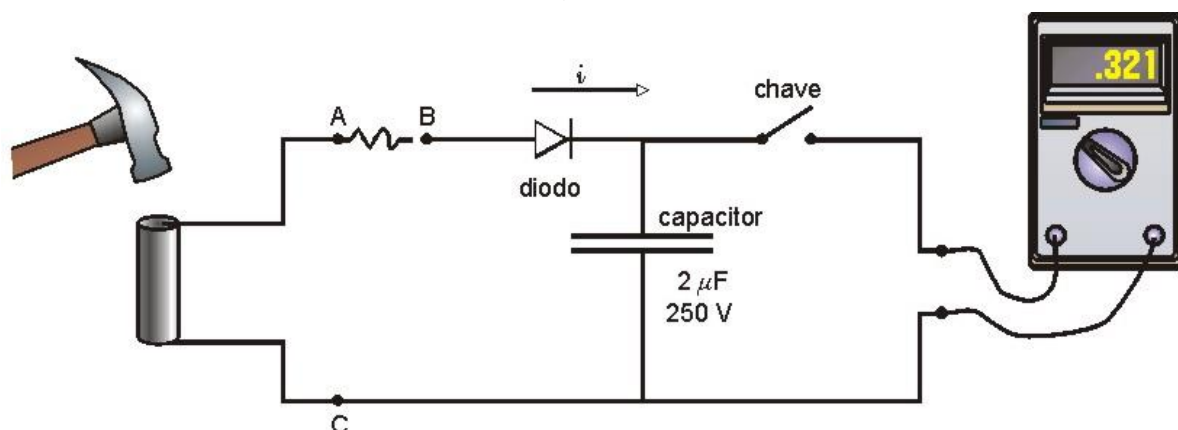 i
.321
chave
A
B
diodo
capacitor
2 μF
250 V
C